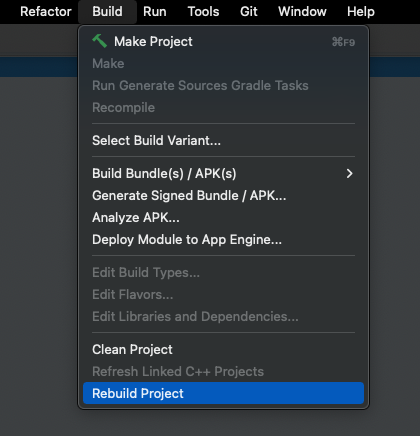 Refactor Build Run Tools Git Window Help
Make Project ⌘F9
Make
Run Generate Sources Gradle Tasks
Recompile
Select Build Variant...
Build Bundle(s) / APK(s)
Generate Signed Bundle / APK...
Analyze APK...
Deploy Module to App Engine...
Edit Build Types...
Edit Flavors...
Edit Libraries and Dependencies...
Clean Project
Refresh Linked C++ Projects
Rebuild Project